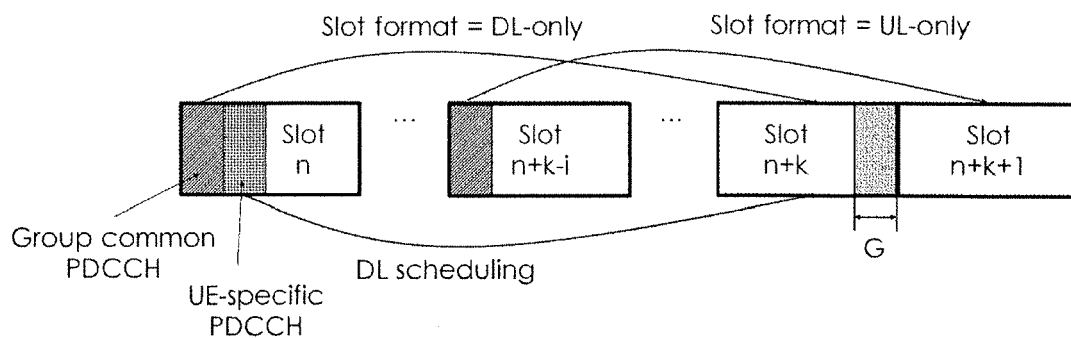 Slot format = DL-only
Slot format = UL-only
Slot
n
...
Slot
n+k-i
...
Slot
n+k
Slot
n+k+1
Group common
PDCCH
UE-specific
PDCCH
DL scheduling
G